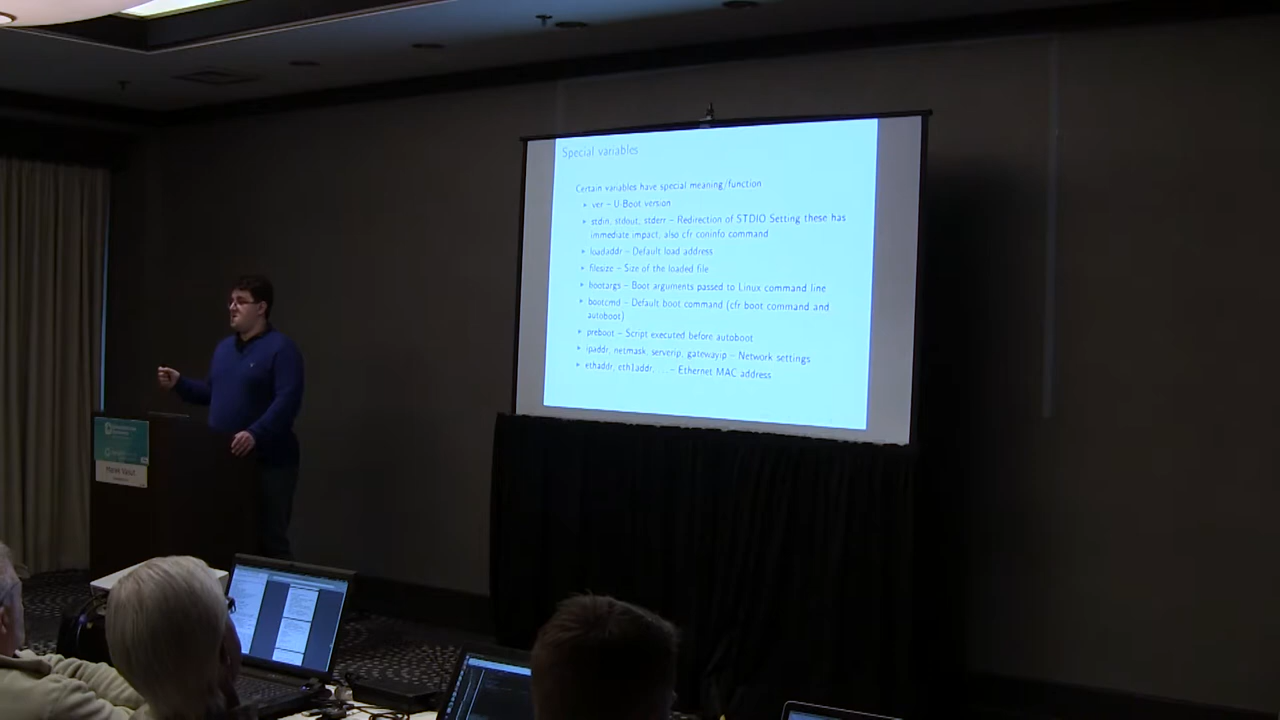 Special variables
Certain variables have special meaning/function
▸ ver – U-Boot version
▸ stdin, stdout, stderr – Redirection of STDIO Setting these has
immediate impact, also cfr coninfo command
▸ loadaddr – Default load address
▸ filesize – Size of the loaded file
▸ bootargs – Boot arguments passed to Linux command line
▸ bootcmd – Default boot command (cfr boot command and
autoboot)
▸ preboot – Script executed before autoboot
▸ ipaddr, netmask, serverip, gatewayip – Network settings
▸ ethaddr, eth1addr, ... – Ethernet MAC address
Marek Vasut